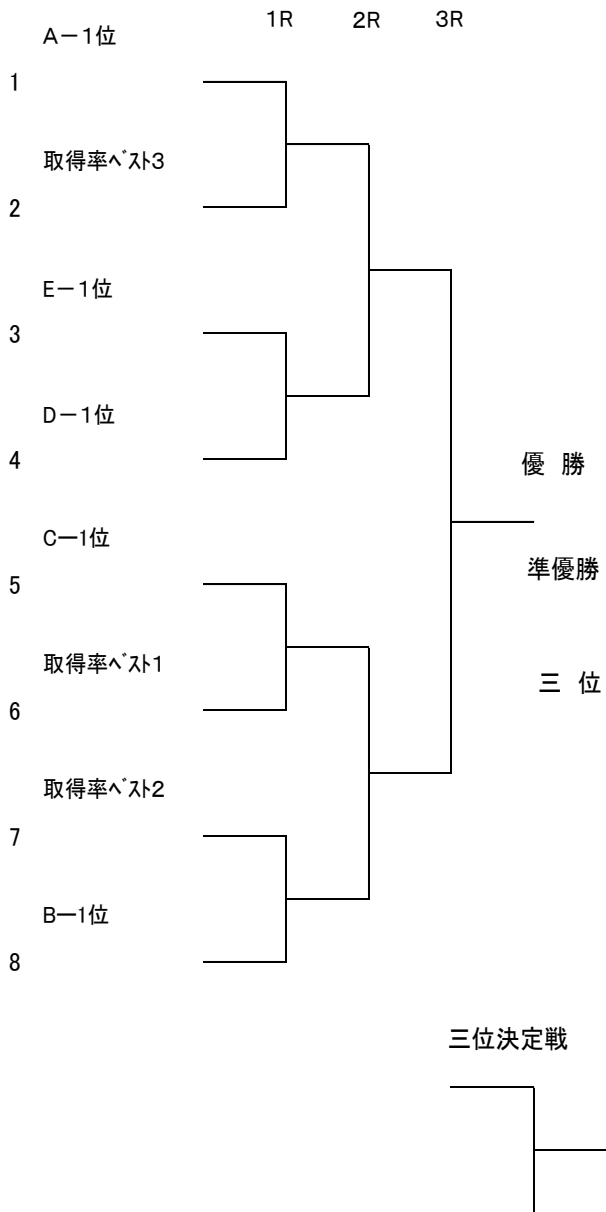 1R 2R 3R
A－1位
1
取得率ﾍﾞｽﾄ3
2
E－1位
3
D－1位
4
優 勝
C－1位
準優勝
5
取得率ﾍﾞｽﾄ1
三 位
6
取得率ﾍﾞｽﾄ2
7
B－1位
8
三位決定戦